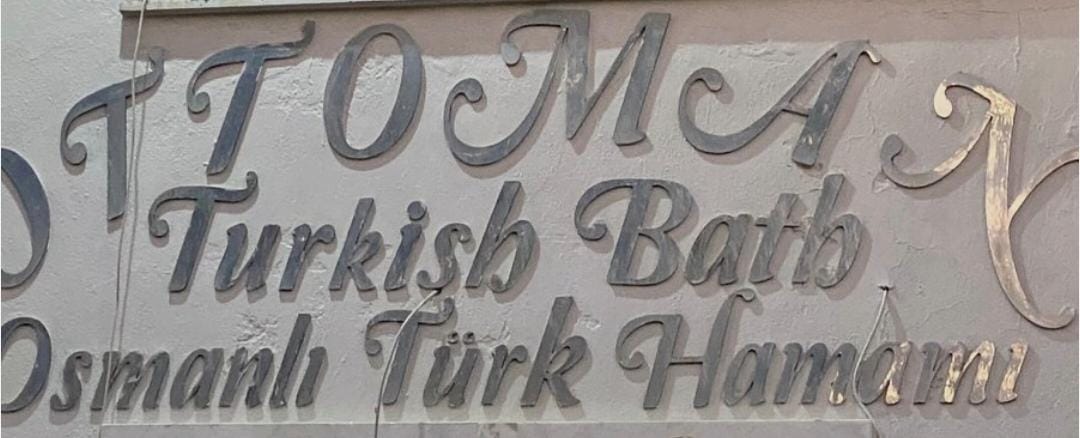 OTTOMAN
Turkish Bath
Osmanlı Türk Hamamı